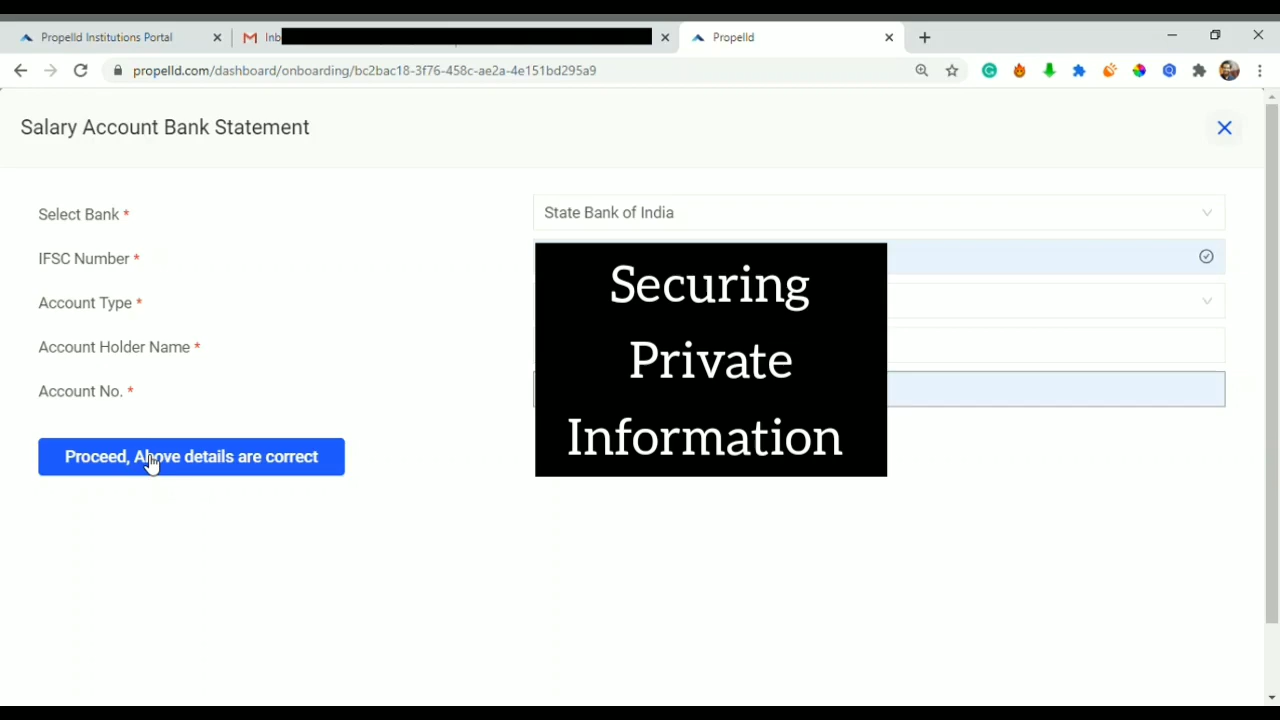 Propelld Institutions Portal
Inb
Propelld
propelld.com/dashboard/onboarding/bc2bac18-3f76-458c-ae2a-4e151bd295a9
Salary Account Bank Statement
Select Bank *
State Bank of India
IFSC Number *
Account Type *
Account Holder Name *
Account No. *
Securing
Private
Information
Proceed, Above details are correct